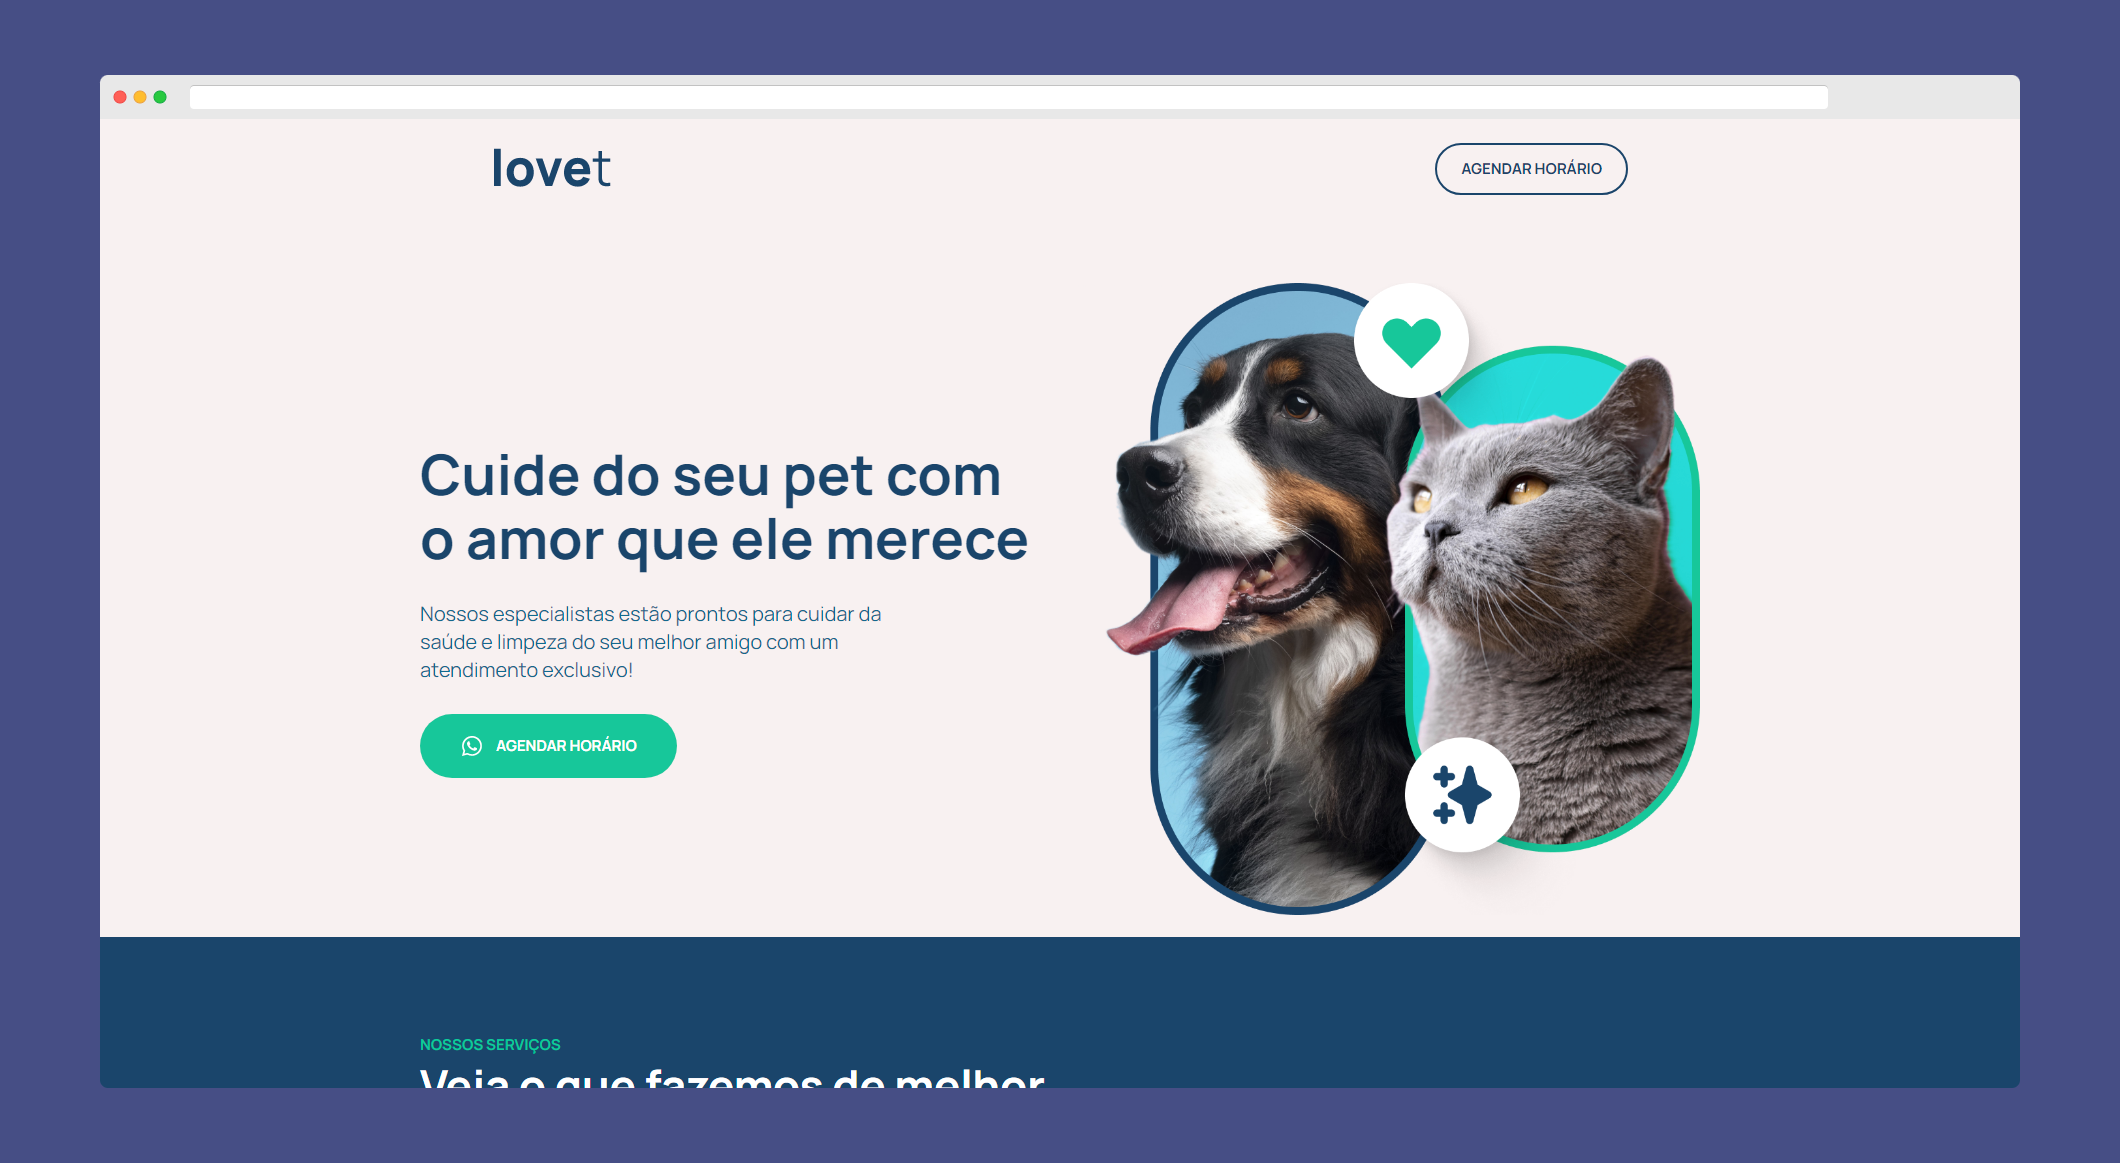 lovet
AGENDAR HORÁRIO
Cuide do seu pet com
o amor que ele merece
Nossos especialistas estão prontos para cuidar da
saúde e limpeza do seu melhor amigo com um
atendimento exclusivo!
AGENDAR HORÁRIO
NOSSOS SERVIÇOS
Veja o que fazemos de melhor